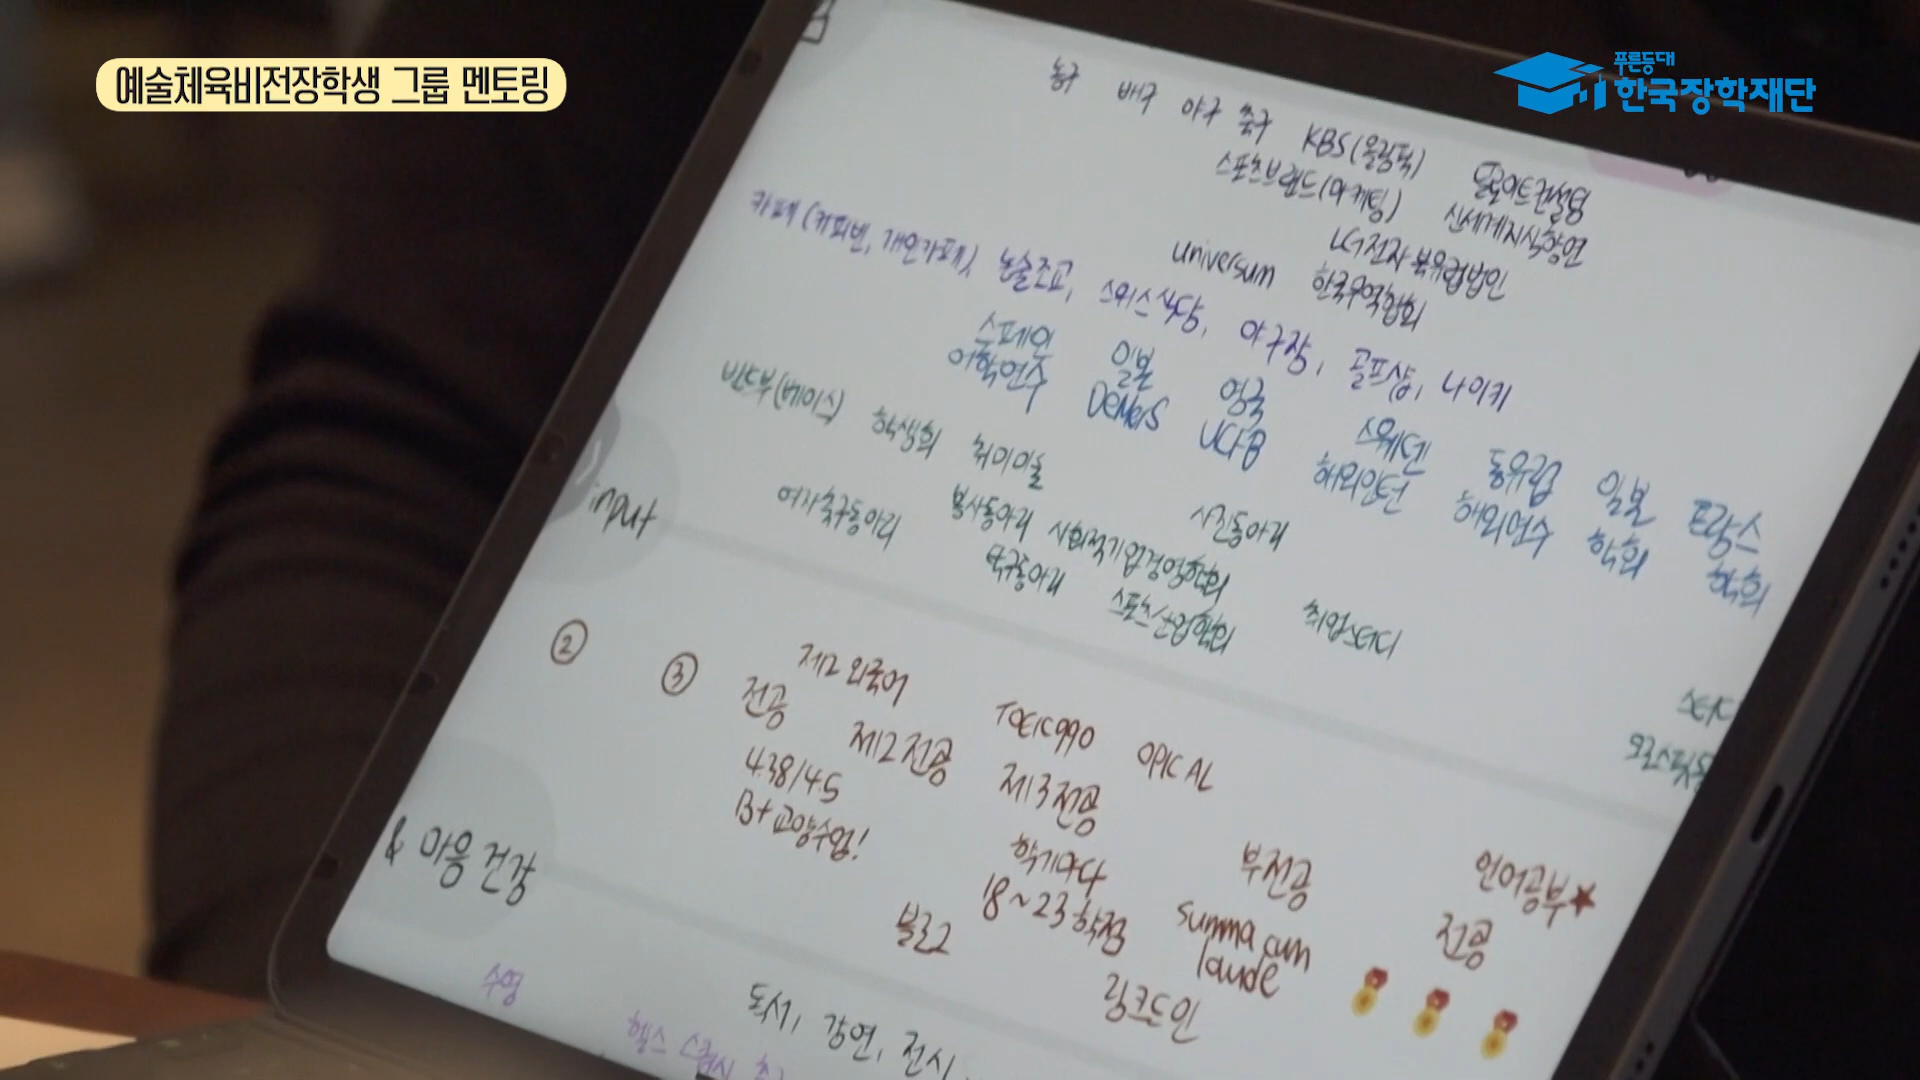 예술체육비전장학생 그룹 멘토링
푸른등대
한국장학재단
농구 배구 야구 축구 KBS(올림픽)
스포츠브랜드(마케팅) 신세계지식향연
universum LG전자 북유럽법인
한국무역협회
카페(커피빈, 개인카페), 논술조교, 스위스식당, 야구장, 골프샵, 나이키
스페인 일본 영국 스웨덴 동유럽 일본 프랑스
어학연수 DeMeRS UCFB 해외인턴 해외연수 학회 학회
밴드부(베이스) 학생회 취미미술 사진동아리
여자축구동아리 봉사동아리 사회적기업경영학회
input
탁구동아리 스포츠산업학회 취업스터디
스터디
② ③ 제2외국어 TOEIC990 OPIC AL
전공 제2전공 제3전공 부전공 언어공부★
4.38/4.5
B+교양수업! 학기마다
18~23학점 summa cum
laude 전공
& 마음 건강
블로그 링크드인
수영 독서, 강연, 전시,
헬스